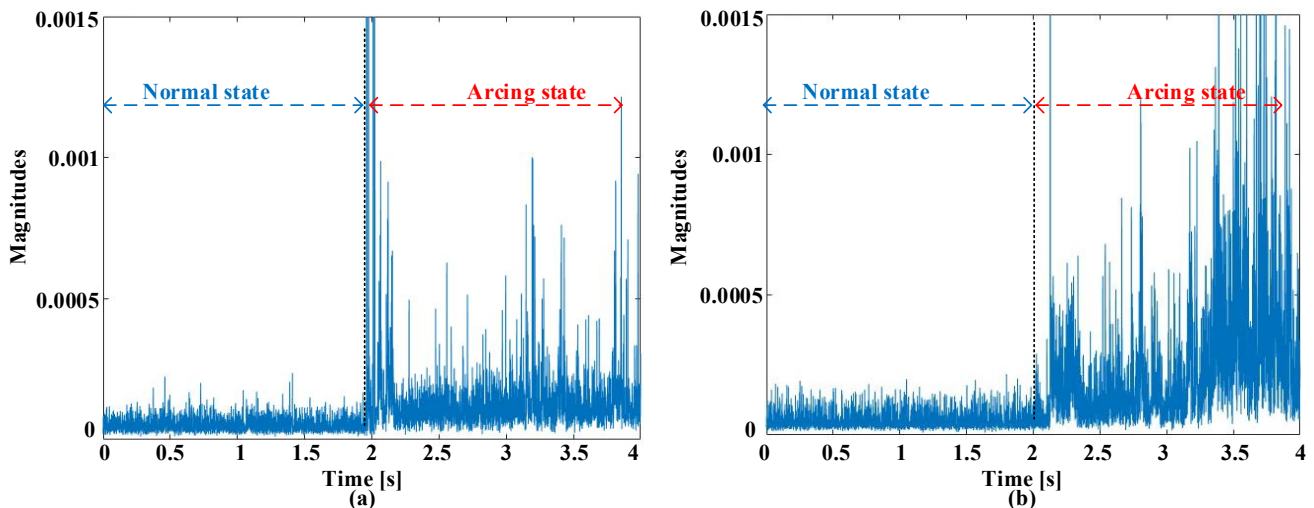 0.0015
Normal state
Arcing state
0.001
0.0005
0
0 0.5 1 1.5 2 2.5 3 3.5 4
Magnitudes
Time [s]
(a)
0.0015
Normal state
Arcing state
0.001
0.0005
0
0 0.5 1 1.5 2 2.5 3 3.5 4
Magnitudes
Time [s]
(b)